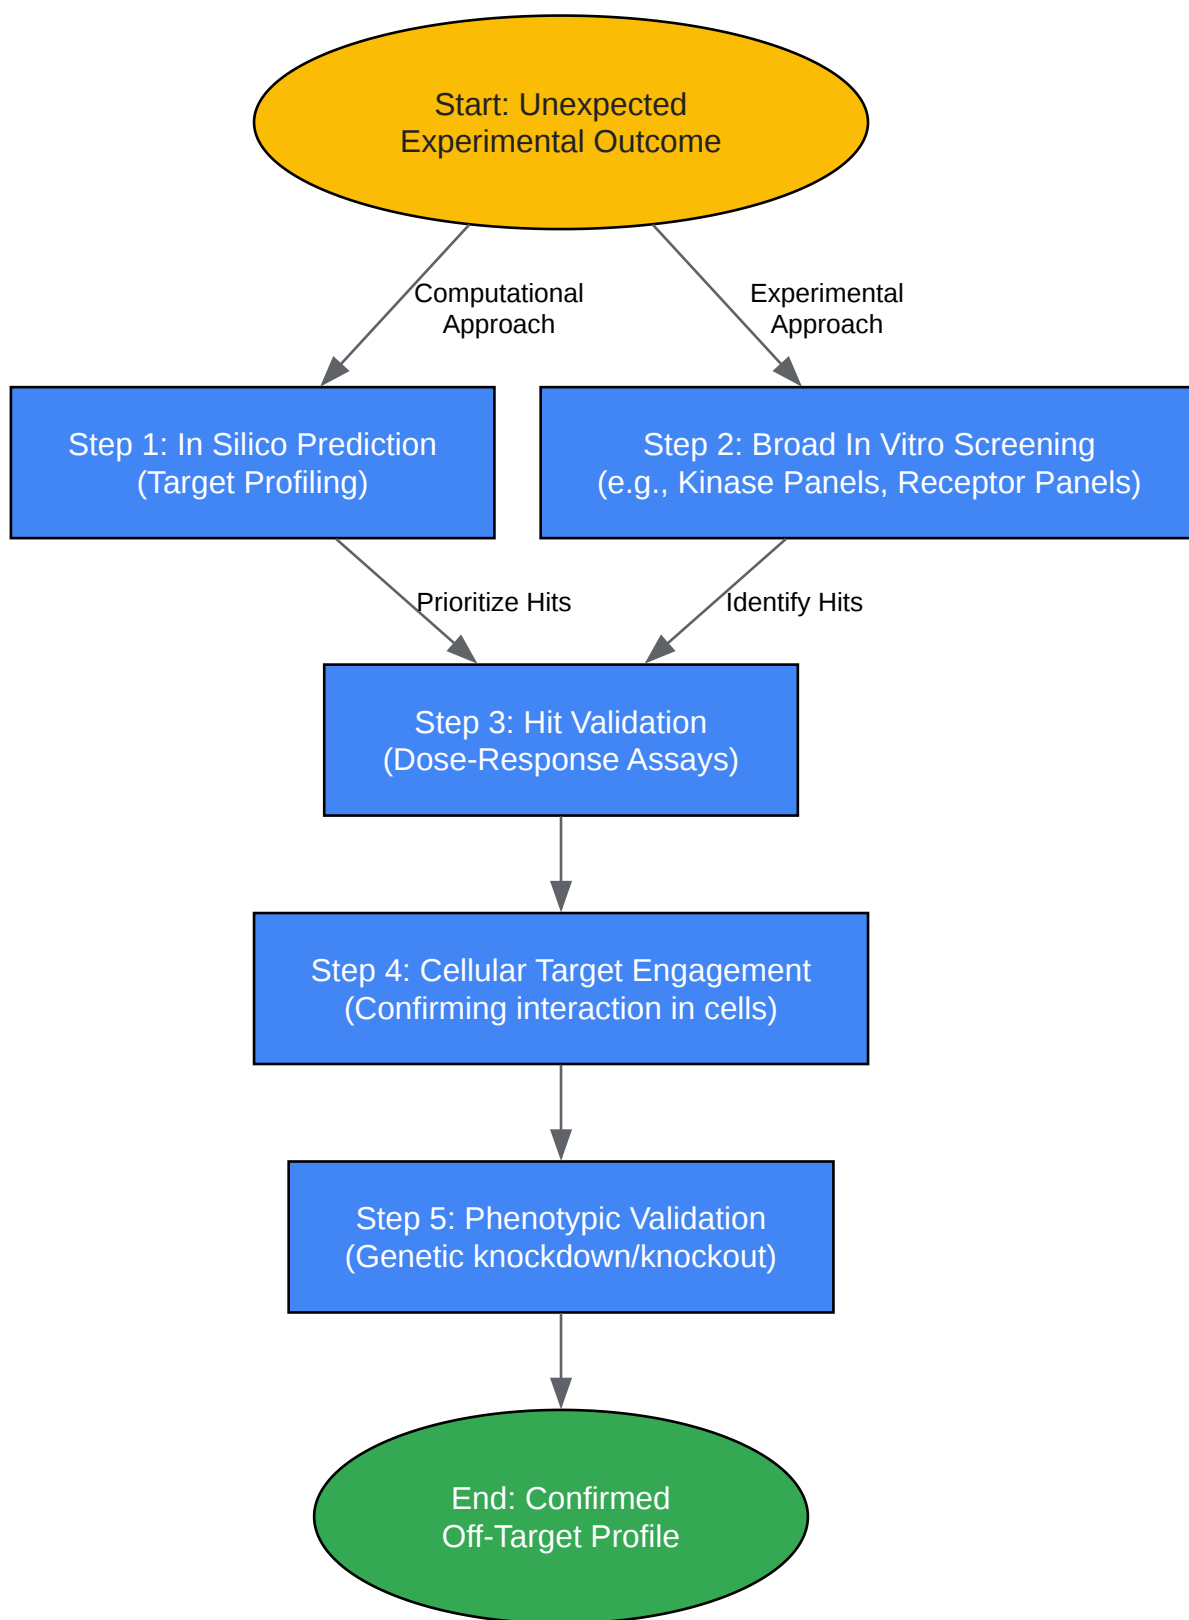 Start: Unexpected
Experimental Outcome
Computational
Approach
Experimental
Approach
Step 1: In Silico Prediction
(Target Profiling)
Step 2: Broad In Vitro Screening
(e.g., Kinase Panels, Receptor Panels)
Prioritize Hits
Identify Hits
Step 3: Hit Validation
(Dose-Response Assays)
Step 4: Cellular Target Engagement
(Confirming interaction in cells)
Step 5: Phenotypic Validation
(Genetic knockdown/knockout)
End: Confirmed
Off-Target Profile